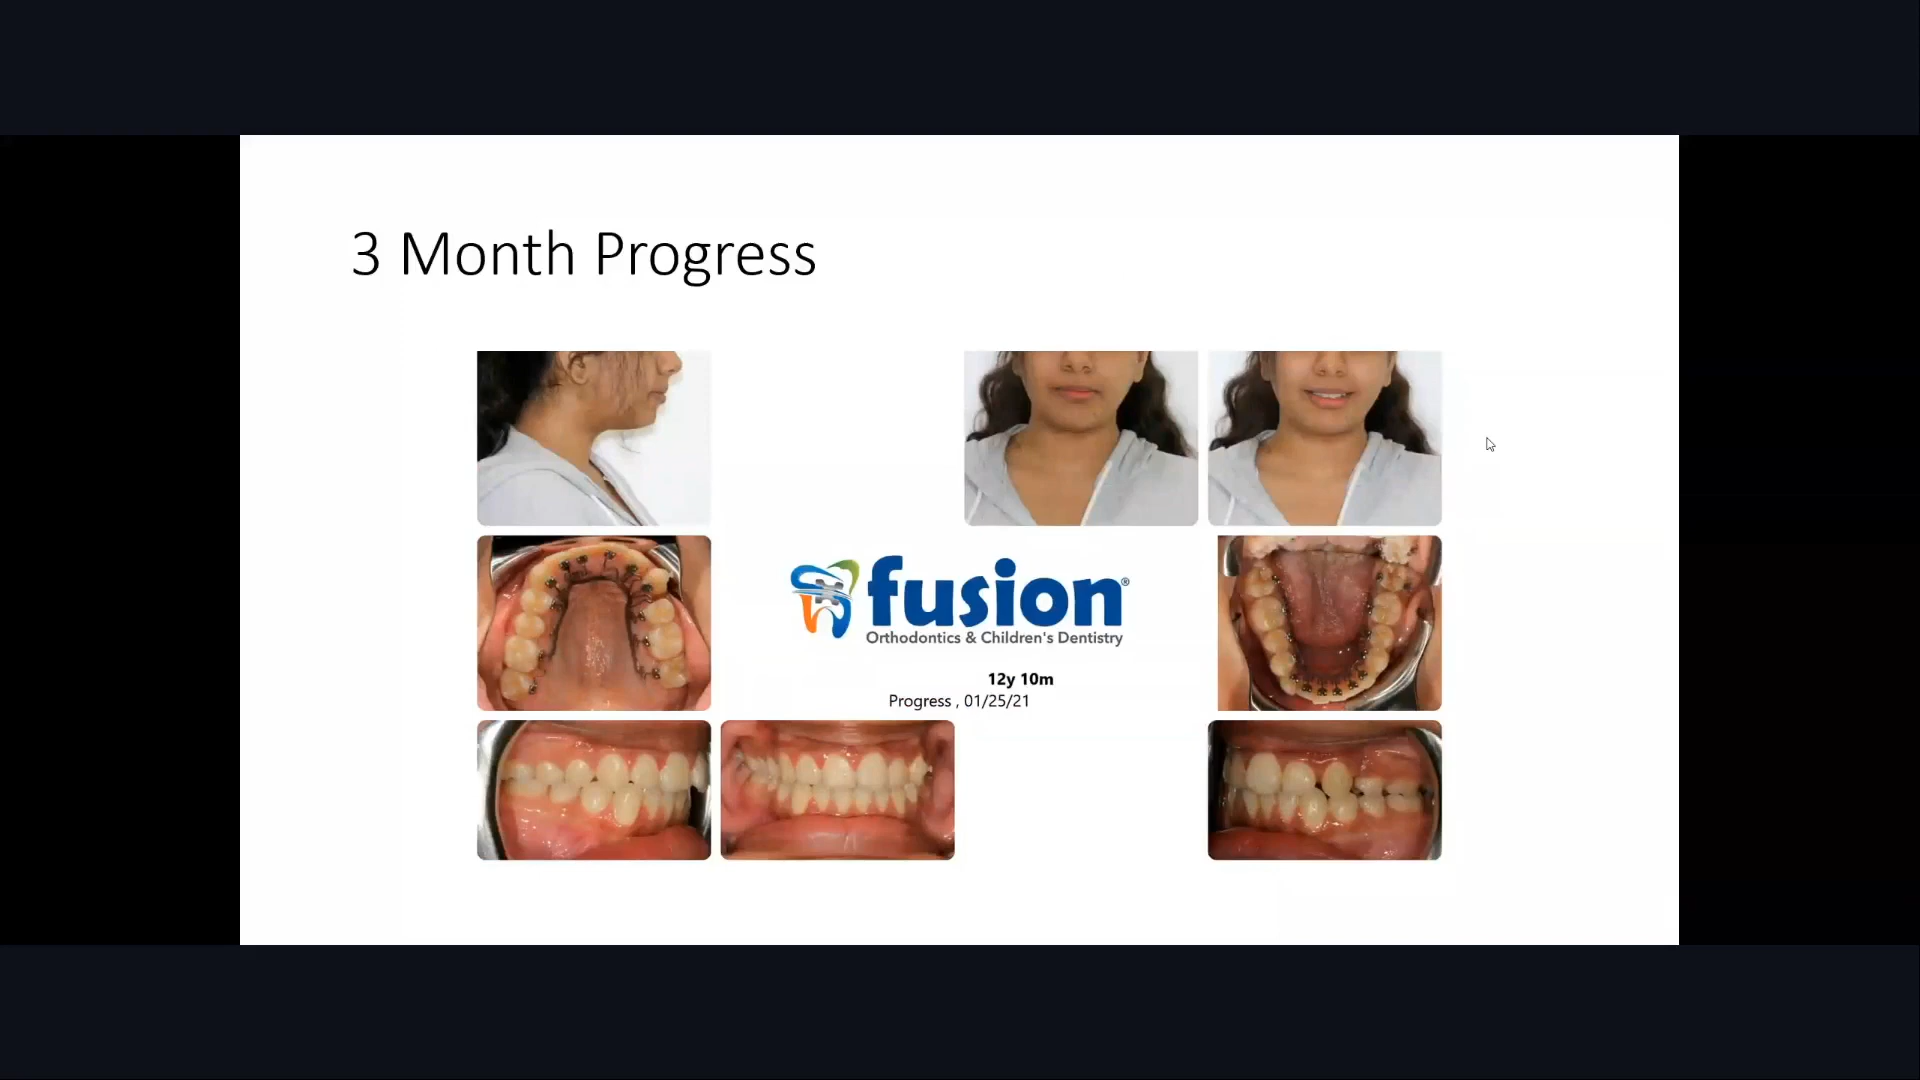 3 Month Progress
fusion®
Orthodontics & Children's Dentistry
12y 10m
Progress , 01/25/21